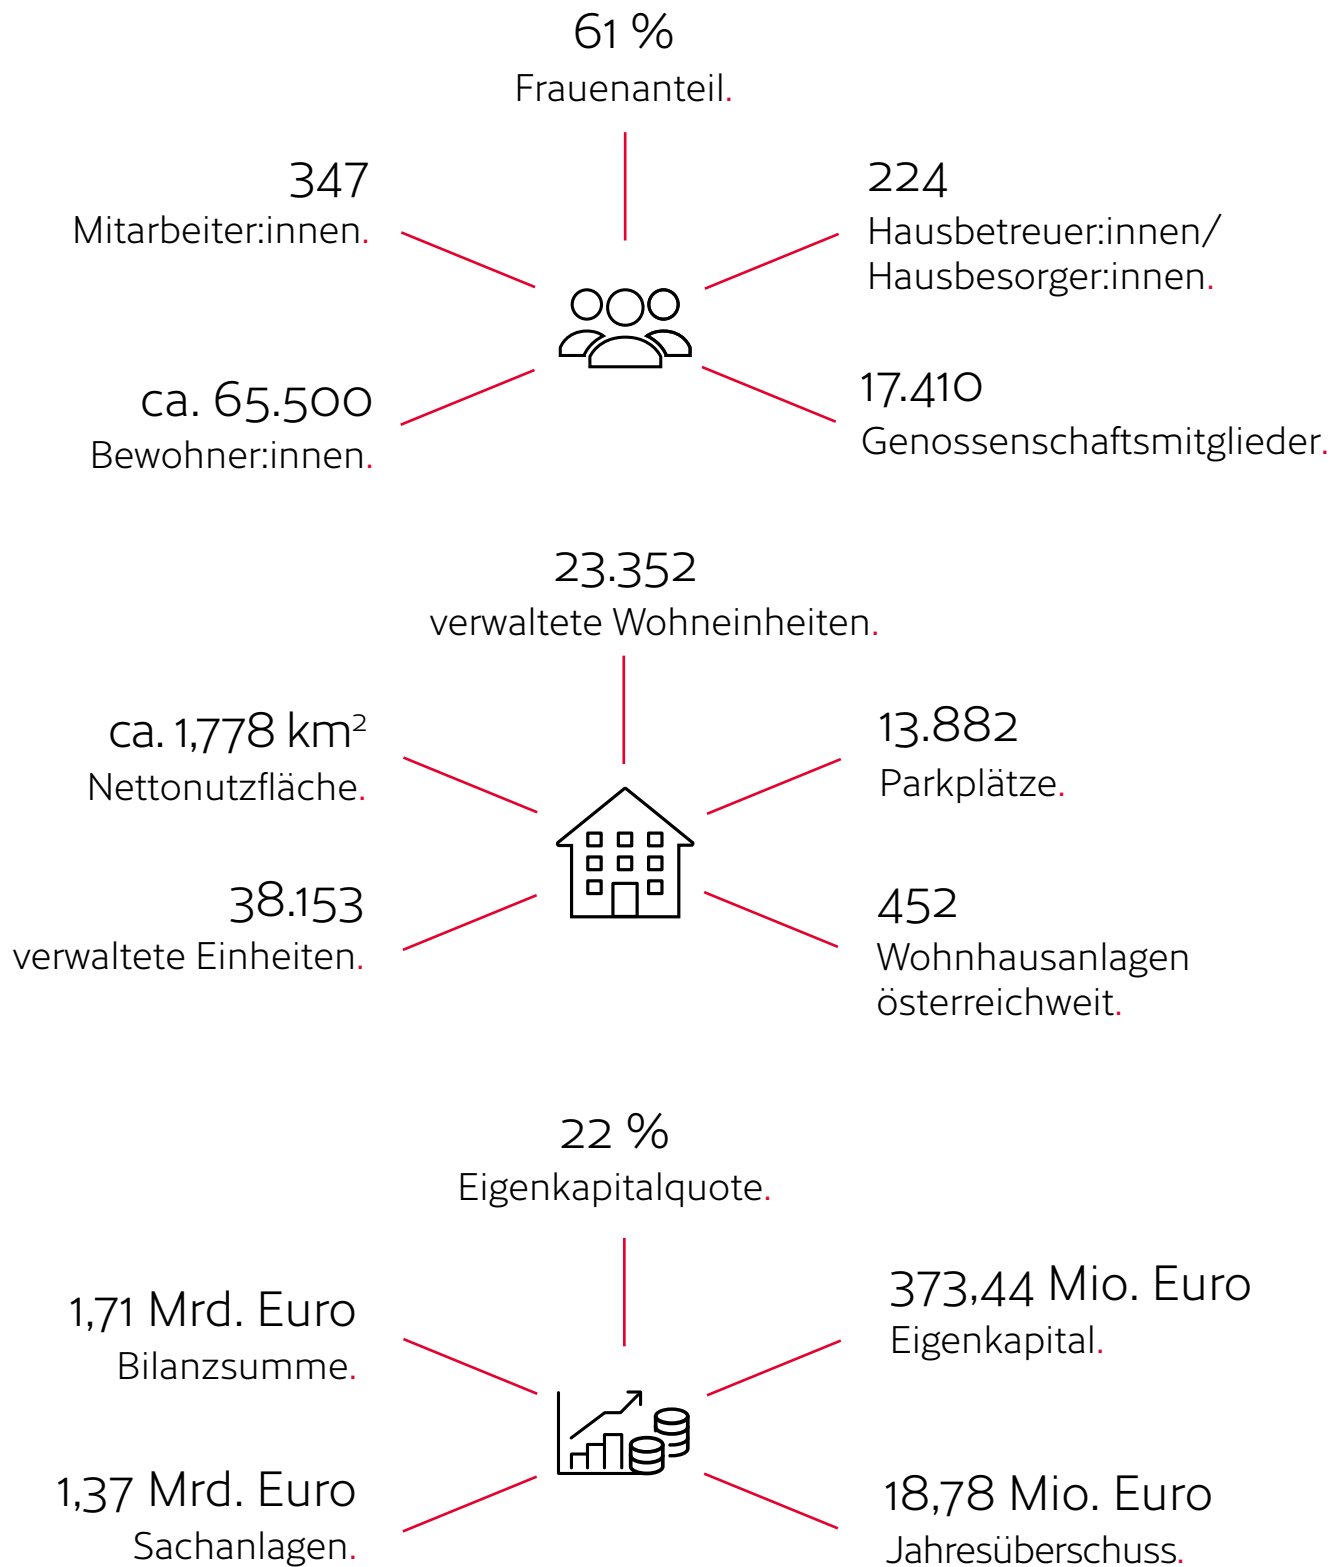 61 %
Frauenanteil.
347
Mitarbeiter:innen.
224
Hausbetreuer:innen/
Hausbesorger:innen.
ca. 65.500
Bewohner:innen.
17.410
Genossenschaftsmitglieder.
23.352
verwaltete Wohneinheiten.
ca. 1,778 km²
Nettonutzfläche.
13.882
Parkplätze.
38.153
verwaltete Einheiten.
452
Wohnhausanlagen
österreichweit.
22 %
Eigenkapitalquote.
1,71 Mrd. Euro
Bilanzsumme.
373,44 Mio. Euro
Eigenkapital.
1,37 Mrd. Euro
Sachanlagen.
18,78 Mio. Euro
Jahresüberschuss.